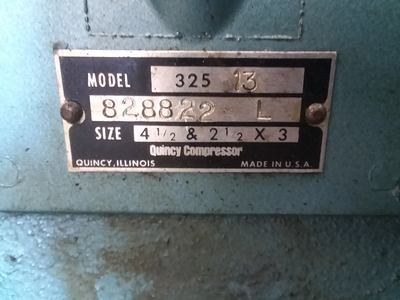 MODEL 325 13
828822 L
SIZE 4 1/2 & 2 1/2 X 3
Quincy Compressor
QUINCY, ILLINOIS MADE IN U.S.A.